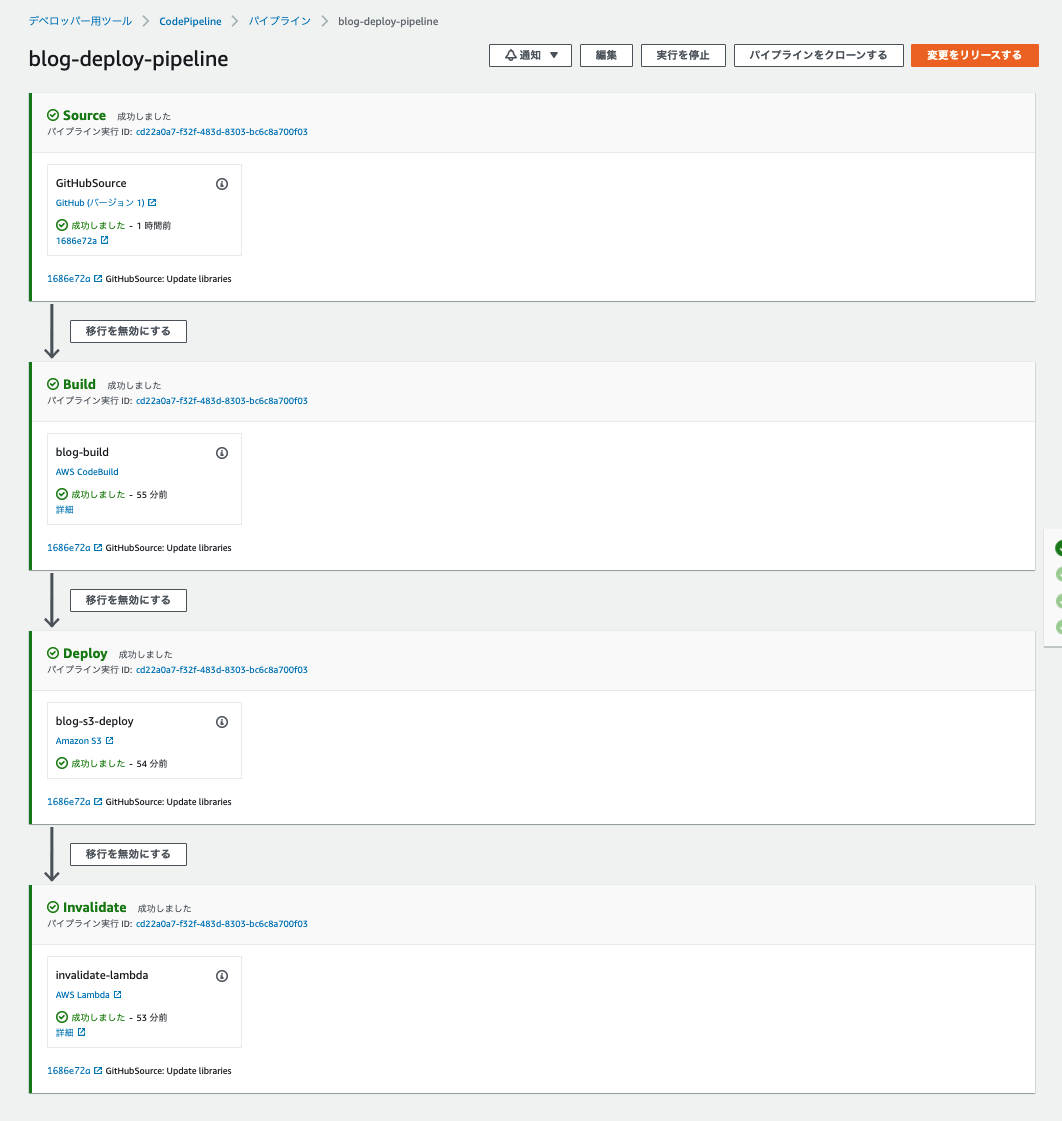 デベロッパー用ツール > CodePipeline > パイプライン > blog-deploy-pipeline
blog-deploy-pipeline
通知 ▼ 編集 実行を停止 パイプラインをクローンする 変更をリリースする
Source 成功しました
パイプライン実行 ID: cd22a0a7-f32f-483d-8303-bc6c8a700f03
GitHubSource
GitHub (バージョン 1)
成功しました - 1 時間前
1686e72a
1686e72a GitHubSource: Update libraries
移行を無効にする
Build 成功しました
パイプライン実行 ID: cd22a0a7-f32f-483d-8303-bc6c8a700f03
blog-build
AWS CodeBuild
成功しました - 55 分前
詳細
1686e72a GitHubSource: Update libraries
移行を無効にする
Deploy 成功しました
パイプライン実行 ID: cd22a0a7-f32f-483d-8303-bc6c8a700f03
blog-s3-deploy
Amazon S3
成功しました - 54 分前
1686e72a GitHubSource: Update libraries
移行を無効にする
Invalidate 成功しました
パイプライン実行 ID: cd22a0a7-f32f-483d-8303-bc6c8a700f03
invalidate-lambda
AWS Lambda
成功しました - 53 分前
詳細
1686e72a GitHubSource: Update libraries